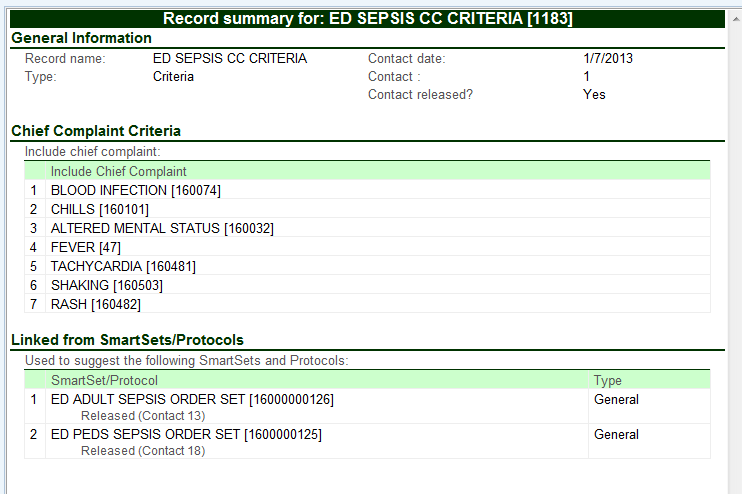 Record summary for: ED SEPSIS CC CRITERIA [1183]
General Information
Record name: ED SEPSIS CC CRITERIA Contact date: 1/7/2013
Type: Criteria Contact : 1
Contact released? Yes
Chief Complaint Criteria
Include chief complaint:
Include Chief Complaint
1 BLOOD INFECTION [160074]
2 CHILLS [160101]
3 ALTERED MENTAL STATUS [160032]
4 FEVER [47]
5 TACHYCARDIA [160481]
6 SHAKING [160503]
7 RASH [160482]
Linked from SmartSets/Protocols
Used to suggest the following SmartSets and Protocols:
SmartSet/Protocol Type
1 ED ADULT SEPSIS ORDER SET [16000000126] General
Released (Contact 13)
2 ED PEDS SEPSIS ORDER SET [1600000125] General
Released (Contact 18)